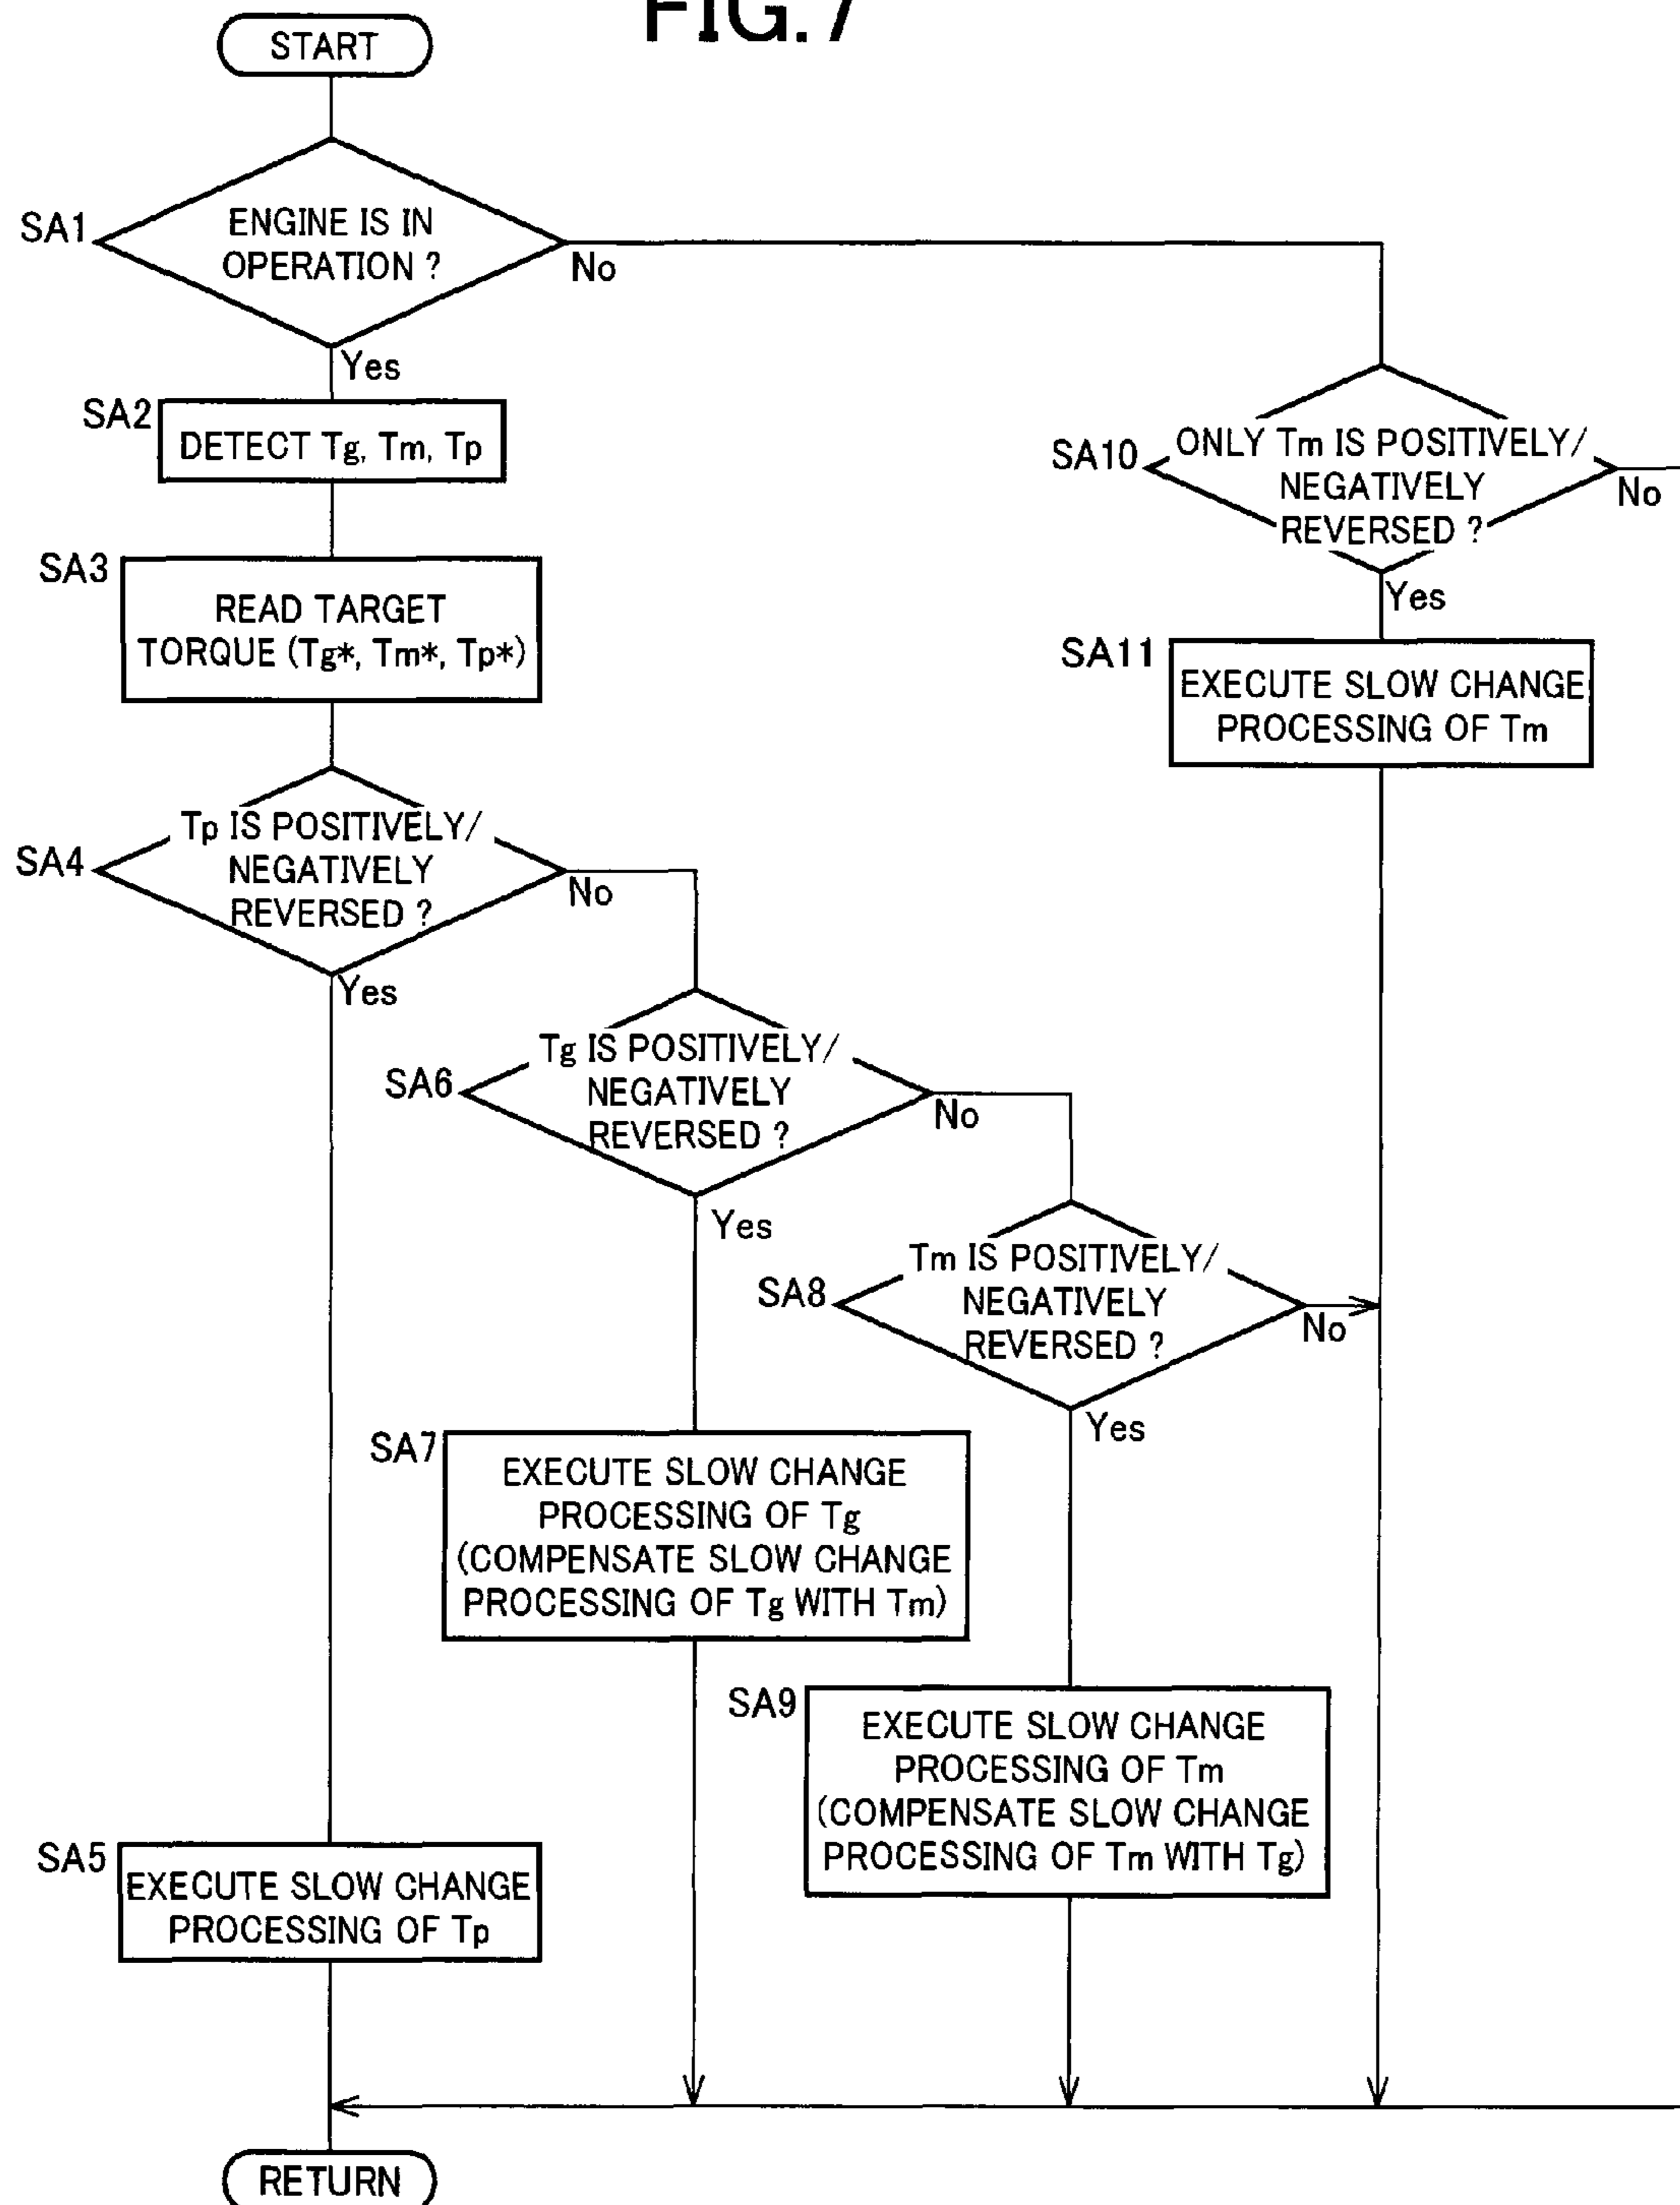 FIG. 7
START
SA1
ENGINE IS IN
OPERATION ?
No
Yes
SA2
DETECT Tg, Tm, Tp
SA3
READ TARGET
TORQUE (Tg*, Tm*, Tp*)
SA4
Tp IS POSITIVELY/
NEGATIVELY
REVERSED ?
No
Yes
SA6
Tg IS POSITIVELY/
NEGATIVELY
REVERSED ?
No
Yes
SA8
Tm IS POSITIVELY/
NEGATIVELY
REVERSED ?
No
Yes
SA10
ONLY Tm IS POSITIVELY/
NEGATIVELY
REVERSED ?
No
Yes
SA11
EXECUTE SLOW CHANGE
PROCESSING OF Tm
SA7
EXECUTE SLOW CHANGE
PROCESSING OF Tg
(COMPENSATE SLOW CHANGE
PROCESSING OF Tg WITH Tm)
SA9
EXECUTE SLOW CHANGE
PROCESSING OF Tm
(COMPENSATE SLOW CHANGE
PROCESSING OF Tm WITH Tg)
SA5
EXECUTE SLOW CHANGE
PROCESSING OF Tp
RETURN